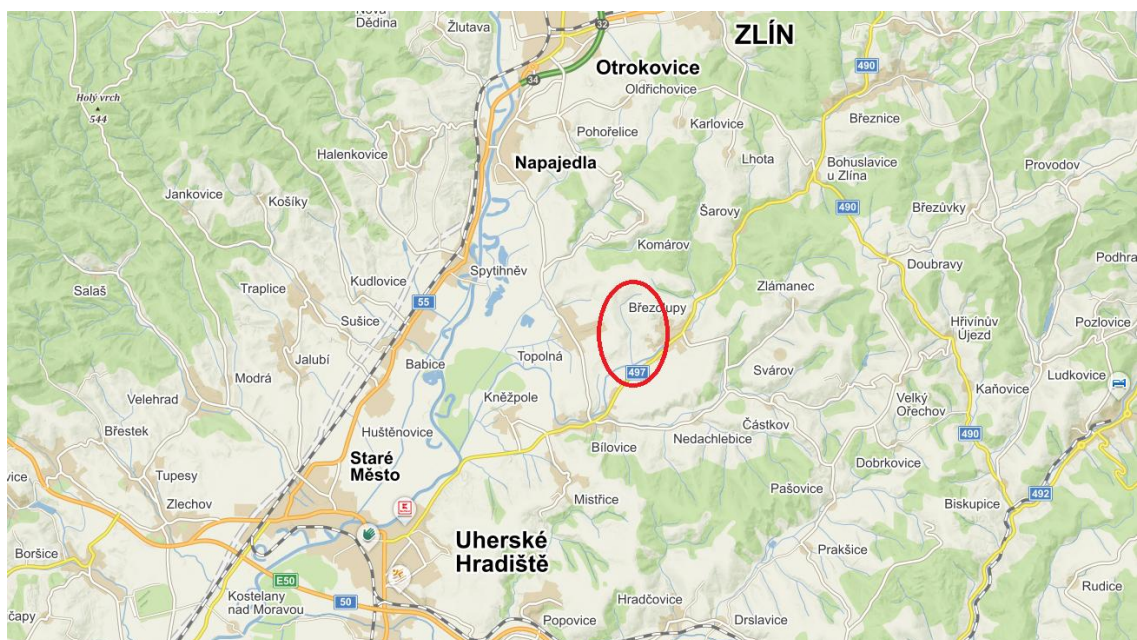 Nová
Dědina
Žlutava
32
ZLÍN
490
Otrokovice
34
Oldřichovice
Holý vrch
544
Březnice
Pohořelice
Karlovice
Halenkovice
Napajedla
Lhota
Bohuslavice
u Zlína
Provodov
Jankovice
Košíky
490
Šarovy
Březůvky
Komárov
Doubravy
Podhra
Spytihněv
Kudlovice
Salaš
Traplice
55
Březolupy
Zlámanec
Sušice
Hřivínův
Újezd
Pozlovice
Jalubí
Babice
Topolná
497
Svárov
Ludkovice
Modrá
Kaňovice
Velehrad
Kněžpole
Velký
Ořechov
Břestek
Huštěnovice
Částkov
Nedachlebice
Bílovice
490
Staré
Město
Dobrkovice
vice
Tupesy
Pašovice
492
Zlechov
Mistřice
Biskupice
Uherské
Hradiště
Boršice
Prakšice
E50
Rudice
Kostelany
nad Moravou
50
Hradčovice
čapy
Popovice
Drslavice